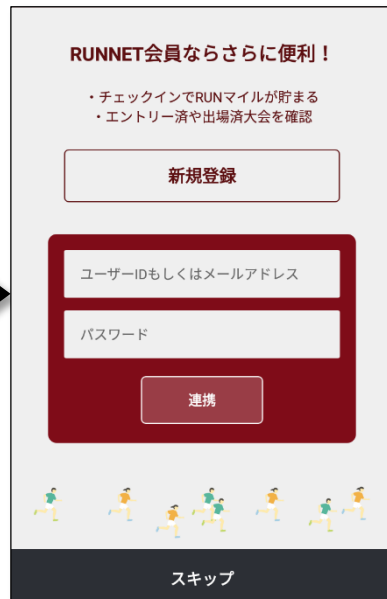 RUNNET会員ならさらに便利！
・チェックインでRUNマイルが貯まる
・エントリー済や出場済大会を確認
新規登録
ユーザーIDもしくはメールアドレス
パスワード
連携
スキップ